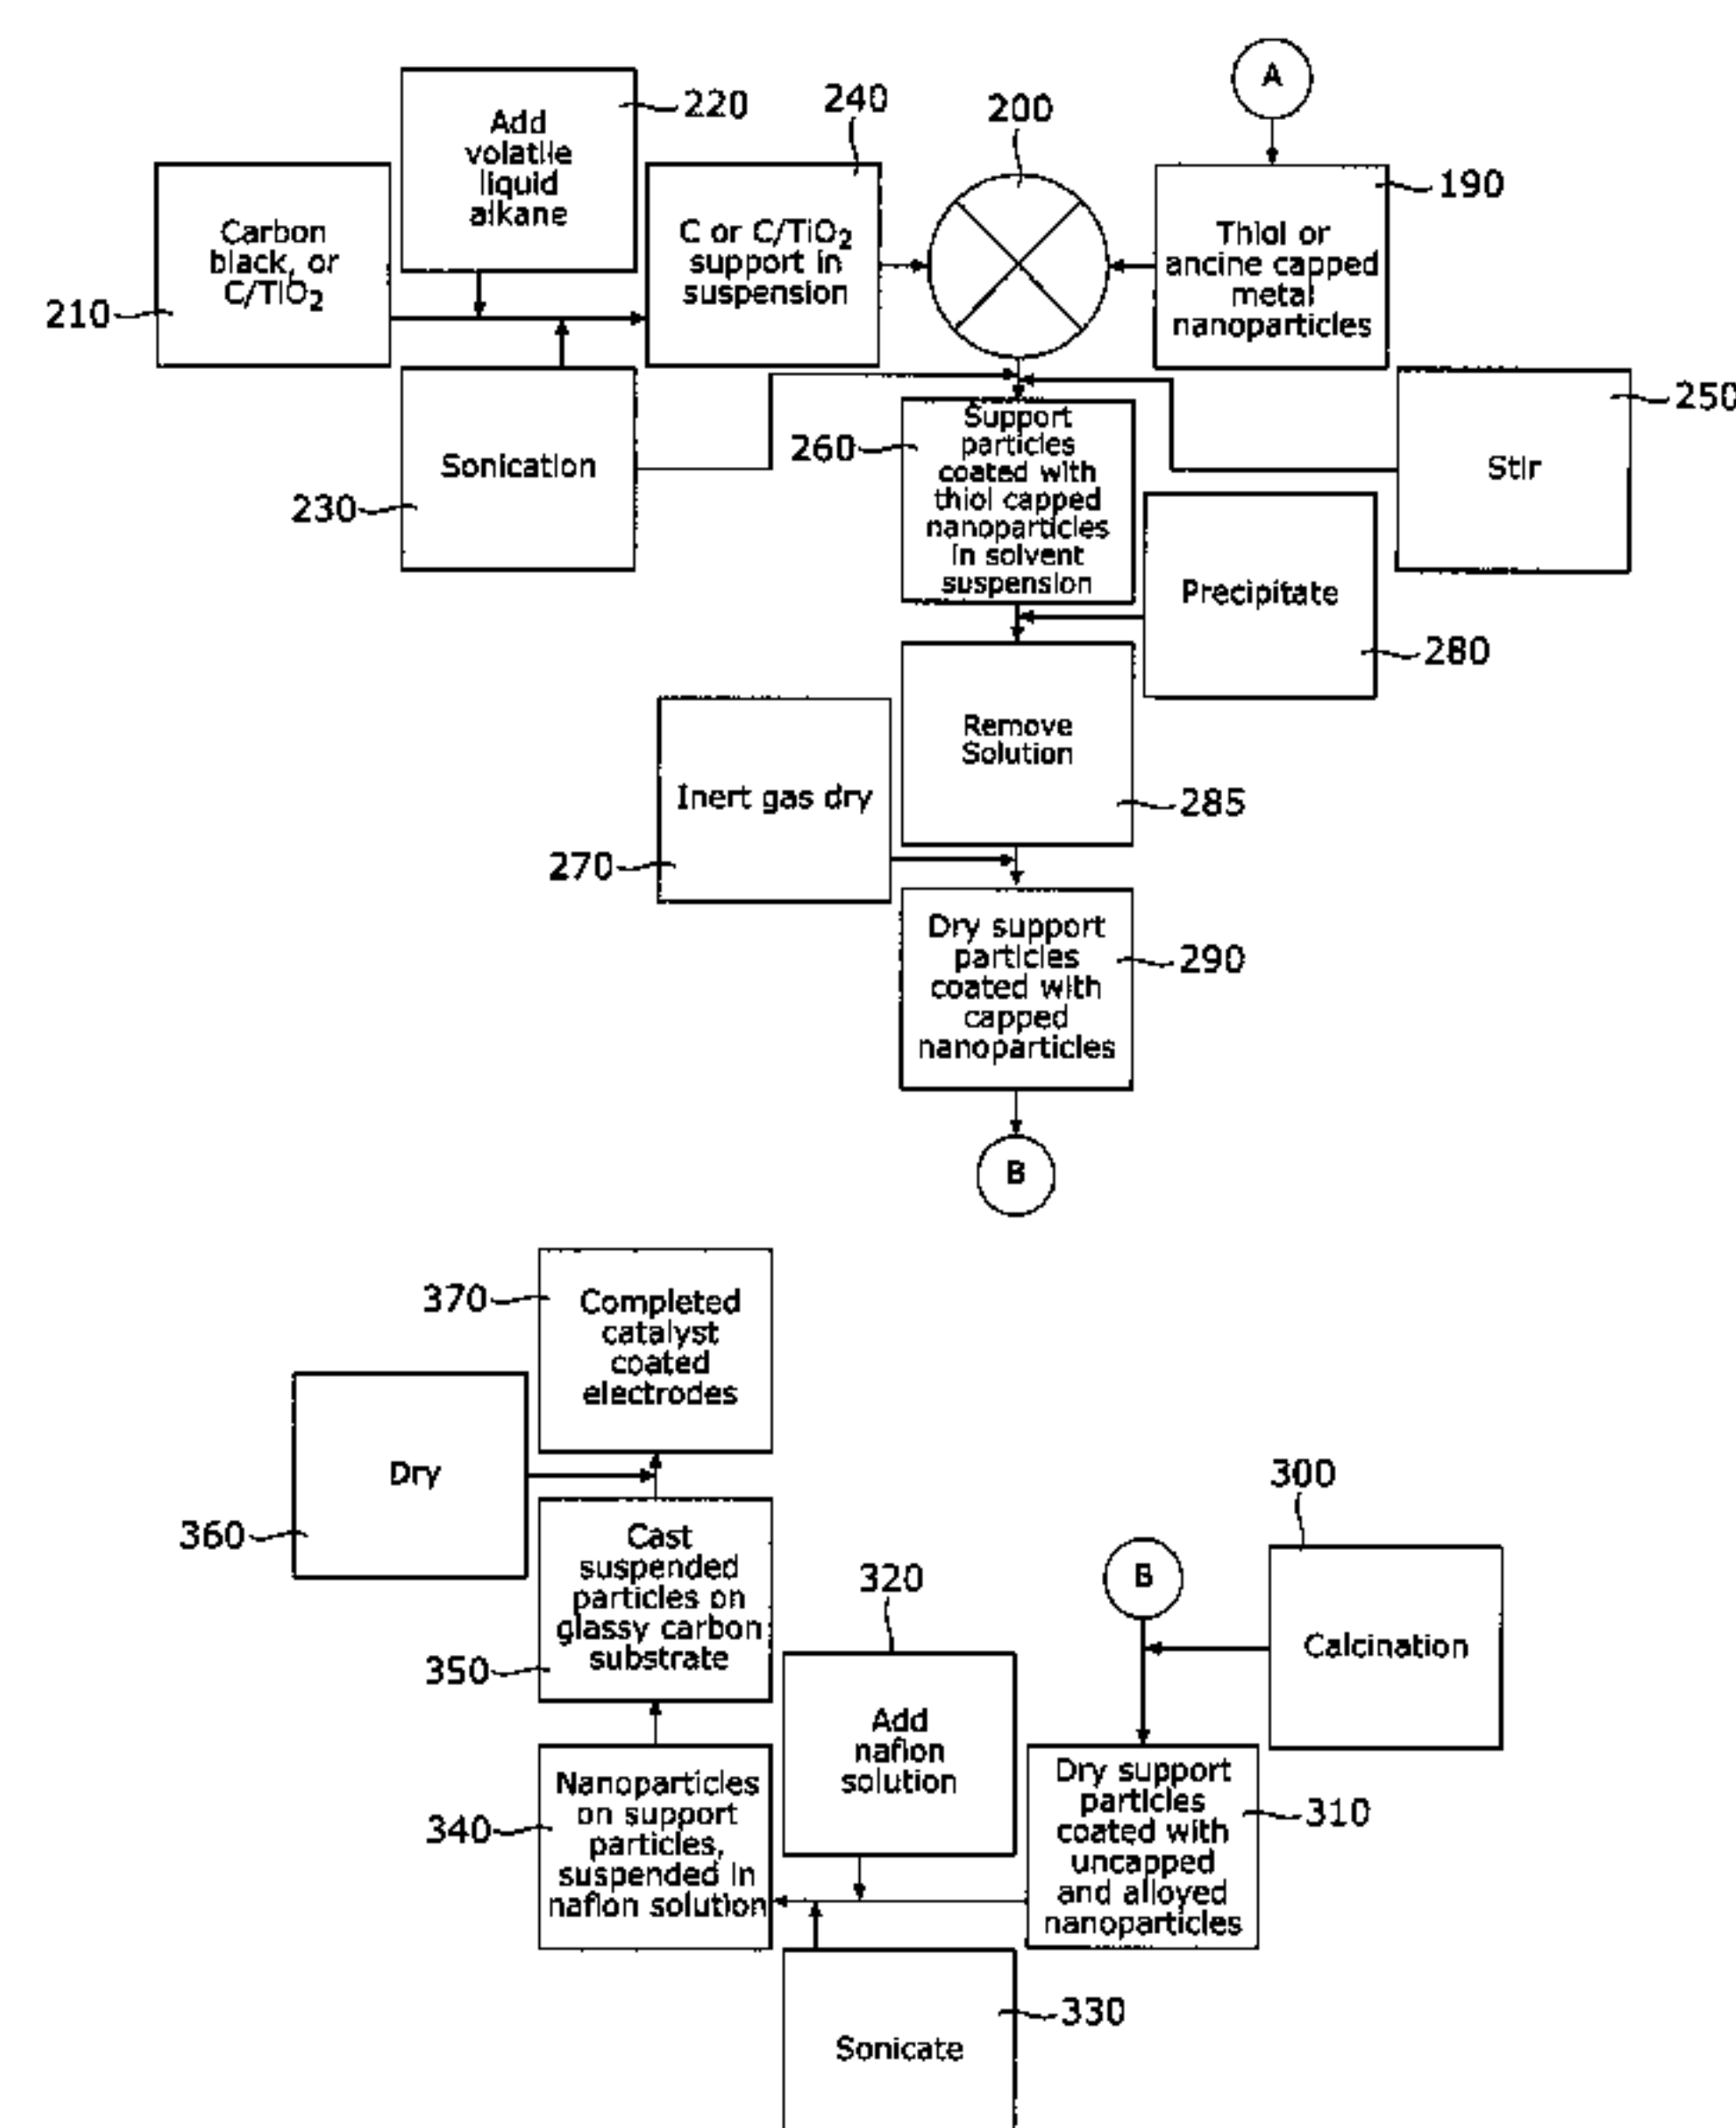 A
Add
volatile
liquid
alkane
220
240
200
190
Carbon
black, or
C/TiO2
210
C or C/TiO2
support in
suspension
Thiol or
ancine capped
metal
nanoparticles
Sonication
230
260
Support
particles
coated with
thiol capped
nanoparticles
in solvent
suspension
Stir
250
Precipitate
280
Remove
Solution
285
Inert gas dry
270
Dry support
particles
coated with
capped
nanoparticles
290
B
370
Completed
catalyst
coated
electrodes
Dry
360
Cast
suspended
particles on
glassy carbon
substrate
350
320
B
300
Calcination
Add
nafion
solution
340
Nanoparticles
on support
particles,
suspended in
nafion solution
Dry support
particles
coated with
uncapped
and alloyed
nanoparticles
310
Sonicate
330